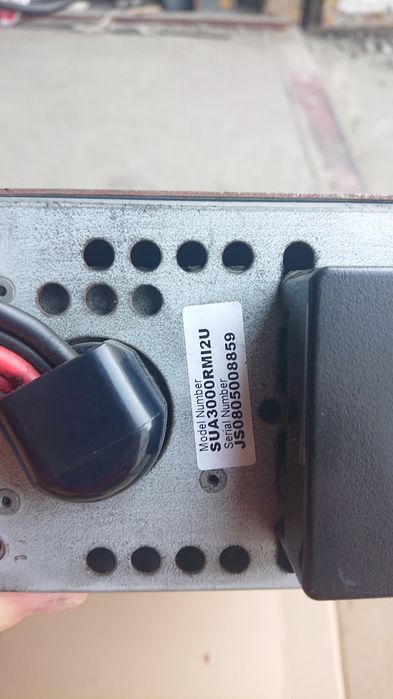 Model Number
SUA3000RMI2U
Serial Number
JS0805008859